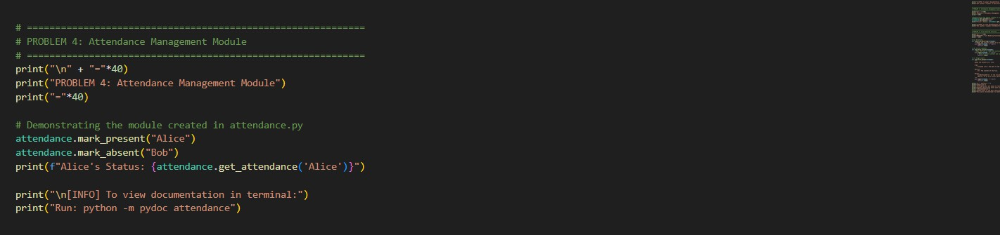 # ============================================================
# PROBLEM 4: Attendance Management Module
# ============================================================
print("\n" + "="*40)
print("PROBLEM 4: Attendance Management Module")
print("="*40)
# Demonstrating the module created in attendance.py
attendance.mark_present("Alice")
attendance.mark_absent("Bob")
print(f"Alice's Status: {attendance.get_attendance('Alice')}")
print("\n[INFO] To view documentation in terminal:")
print("Run: python -m pydoc attendance")